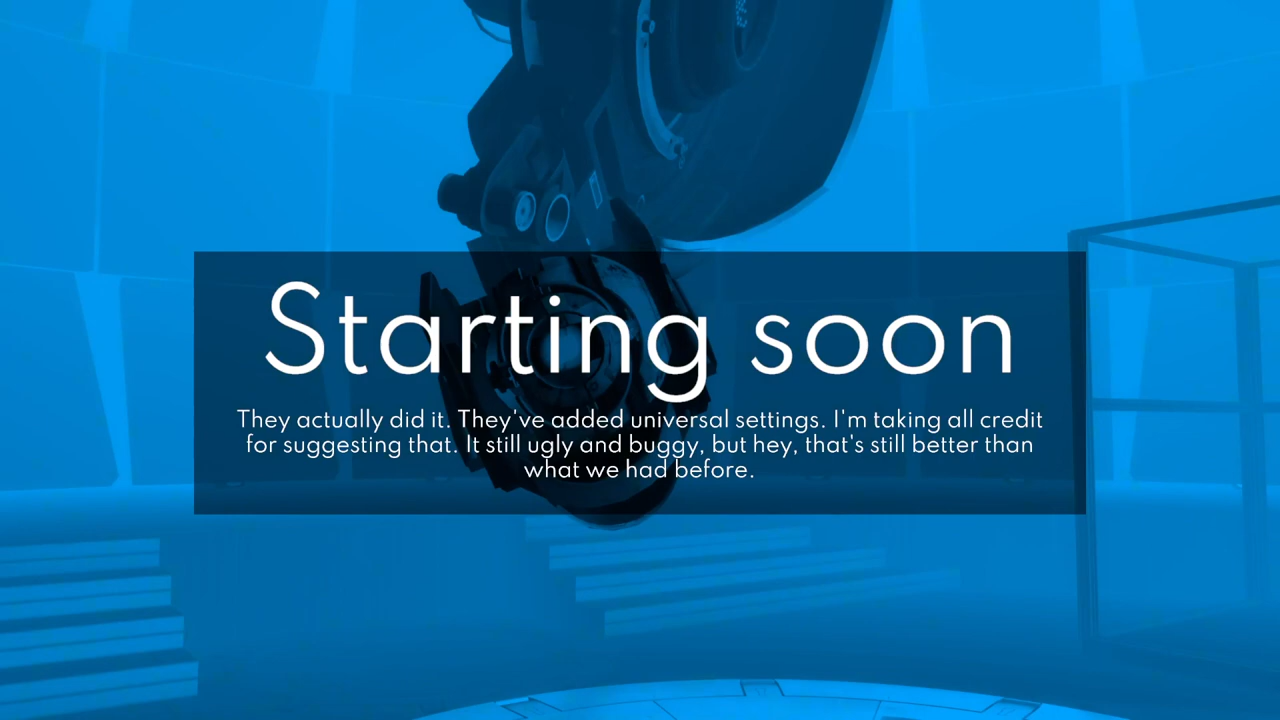 Starting soon
They actually did it. They've added universal settings. I'm taking all credit
for suggesting that. It still ugly and buggy, but hey, that's still better than
what we had before.